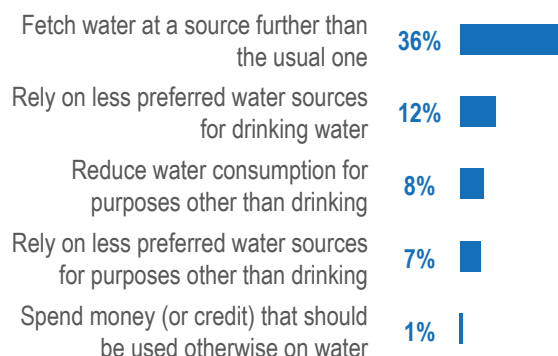 Fetch water at a source further than
the usual one
36%
Rely on less preferred water sources
for drinking water
12%
Reduce water consumption for
purposes other than drinking
8%
Rely on less preferred water sources
for purposes other than drinking
7%
Spend money (or credit) that should
be used otherwise on water
1%